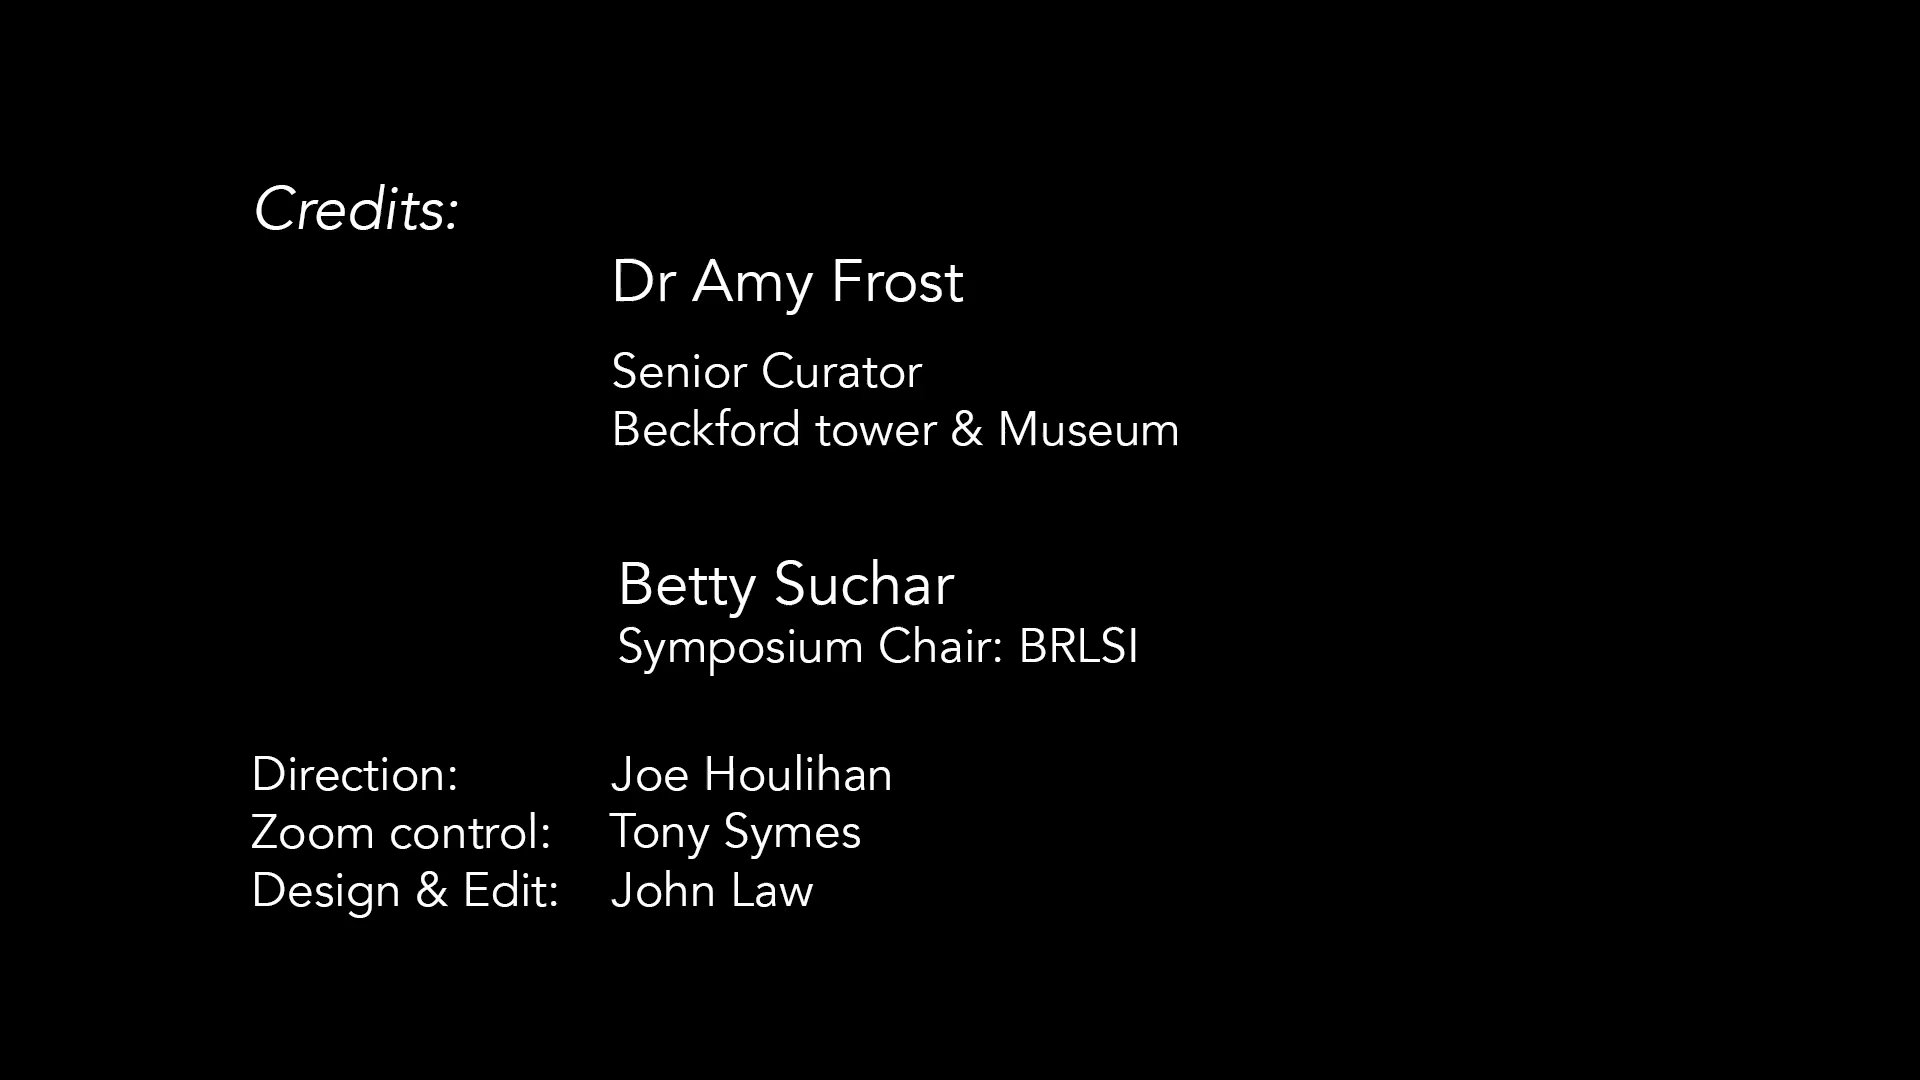 Credits:
Dr Amy Frost
Senior Curator
Beckford tower & Museum
Betty Suchar
Symposium Chair: BRLSI
Direction: Joe Houlihan
Zoom control: Tony Symes
Design & Edit: John Law